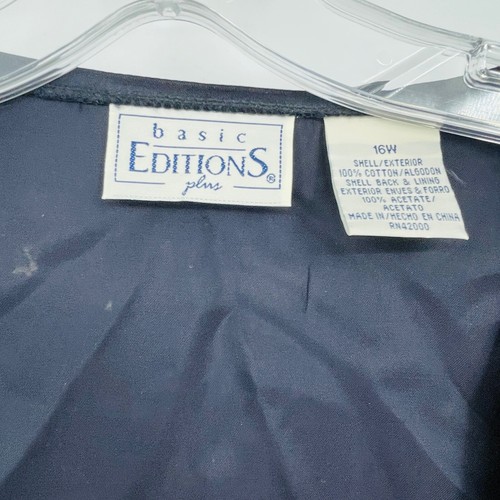 basic
EDITIONS®
plus
16W
SHELL/EXTERIOR
100% COTTON/ALGODON
SHELL BACK & LINING
EXTERIOR ENUES & FORRO
100% ACETATE/
ACETATO
MADE IN/HECHO EN CHINA
RN42000